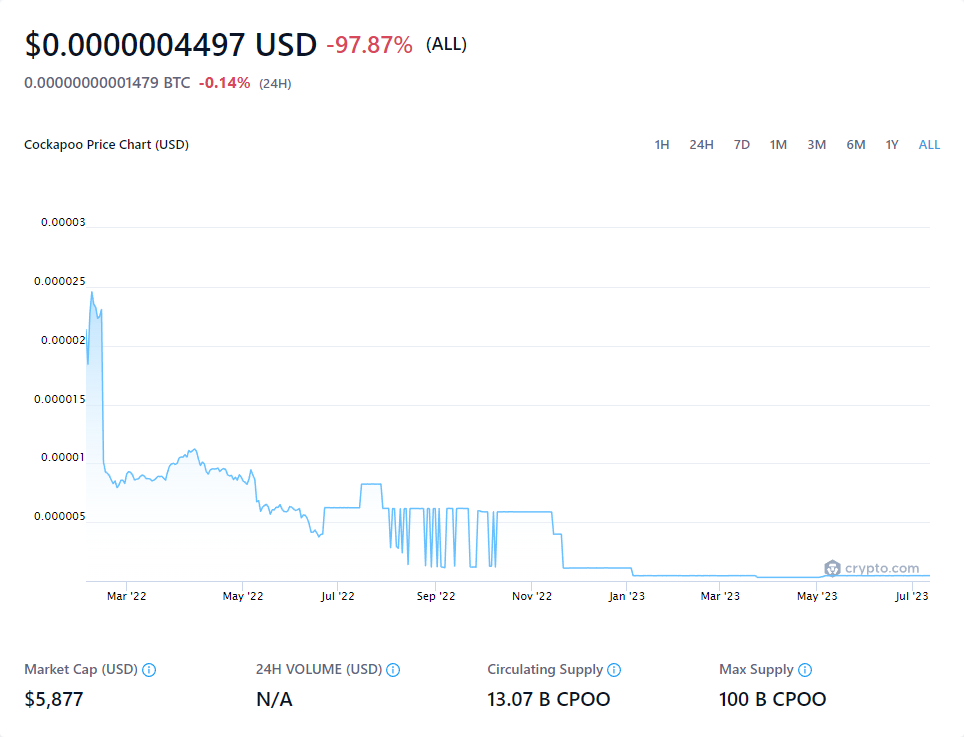 $0.0000004497 USD -97.87% (ALL)
0.00000000001479 BTC -0.14% (24H)
Cockapoo Price Chart (USD) 1H 24H 7D 1M 3M 6M 1Y ALL
0.00003
0.000025
0.00002
0.000015
0.00001
0.000005
crypto.com
Mar '22 May '22 Jul '22 Sep '22 Nov '22 Jan '23 Mar '23 May '23 Jul '23
Market Cap (USD) 24H VOLUME (USD) Circulating Supply Max Supply
$5,877 N/A 13.07 B CPOO 100 B CPOO